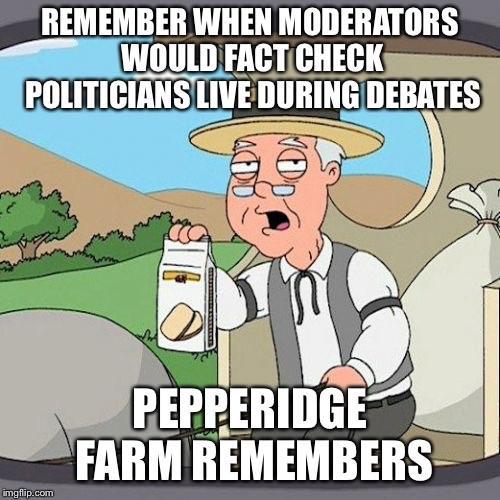 REMEMBER WHEN MODERATORS
WOULD FACT CHECK
POLITICIANS LIVE DURING DEBATES
PEPPERIDGE
FARM REMEMBERS
imgflip.com